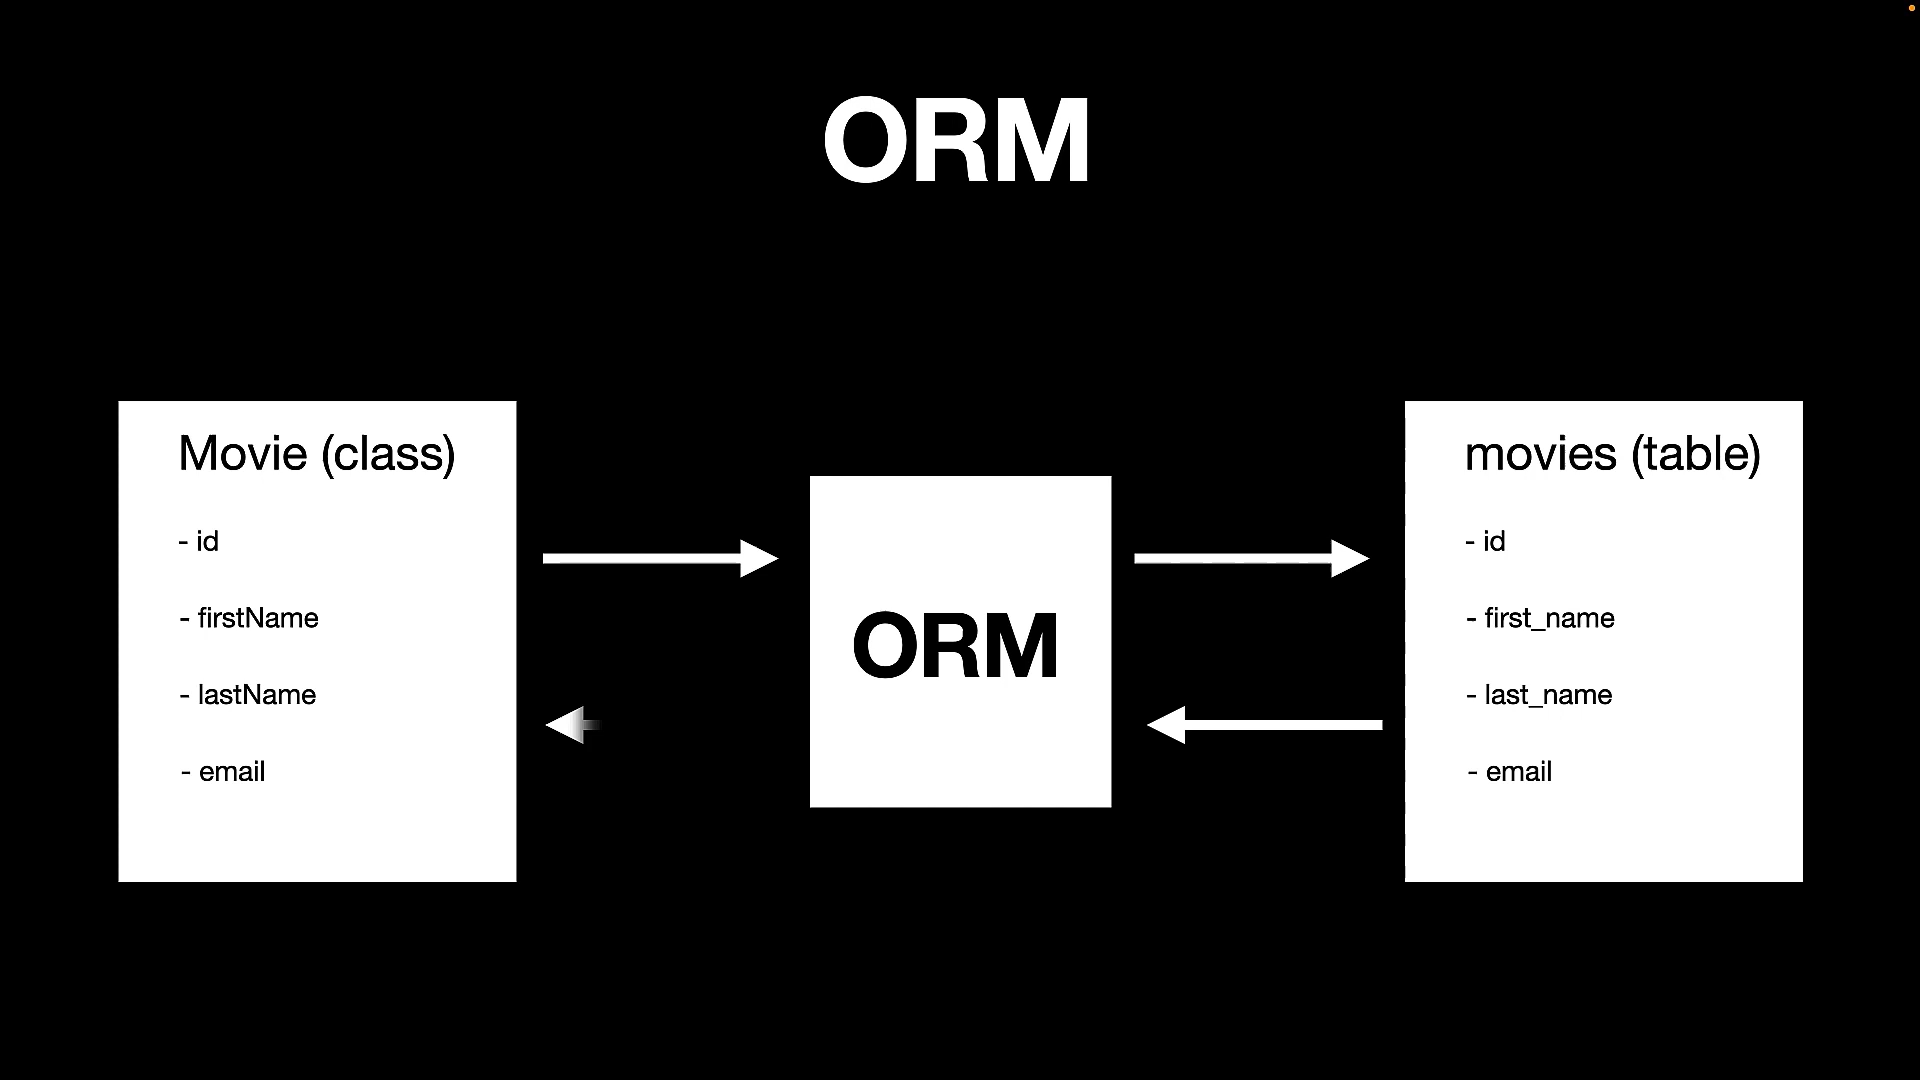 ORM
Movie (class)
- id
- firstName
- lastName
- email
ORM
movies (table)
- id
- first_name
- last_name
- email